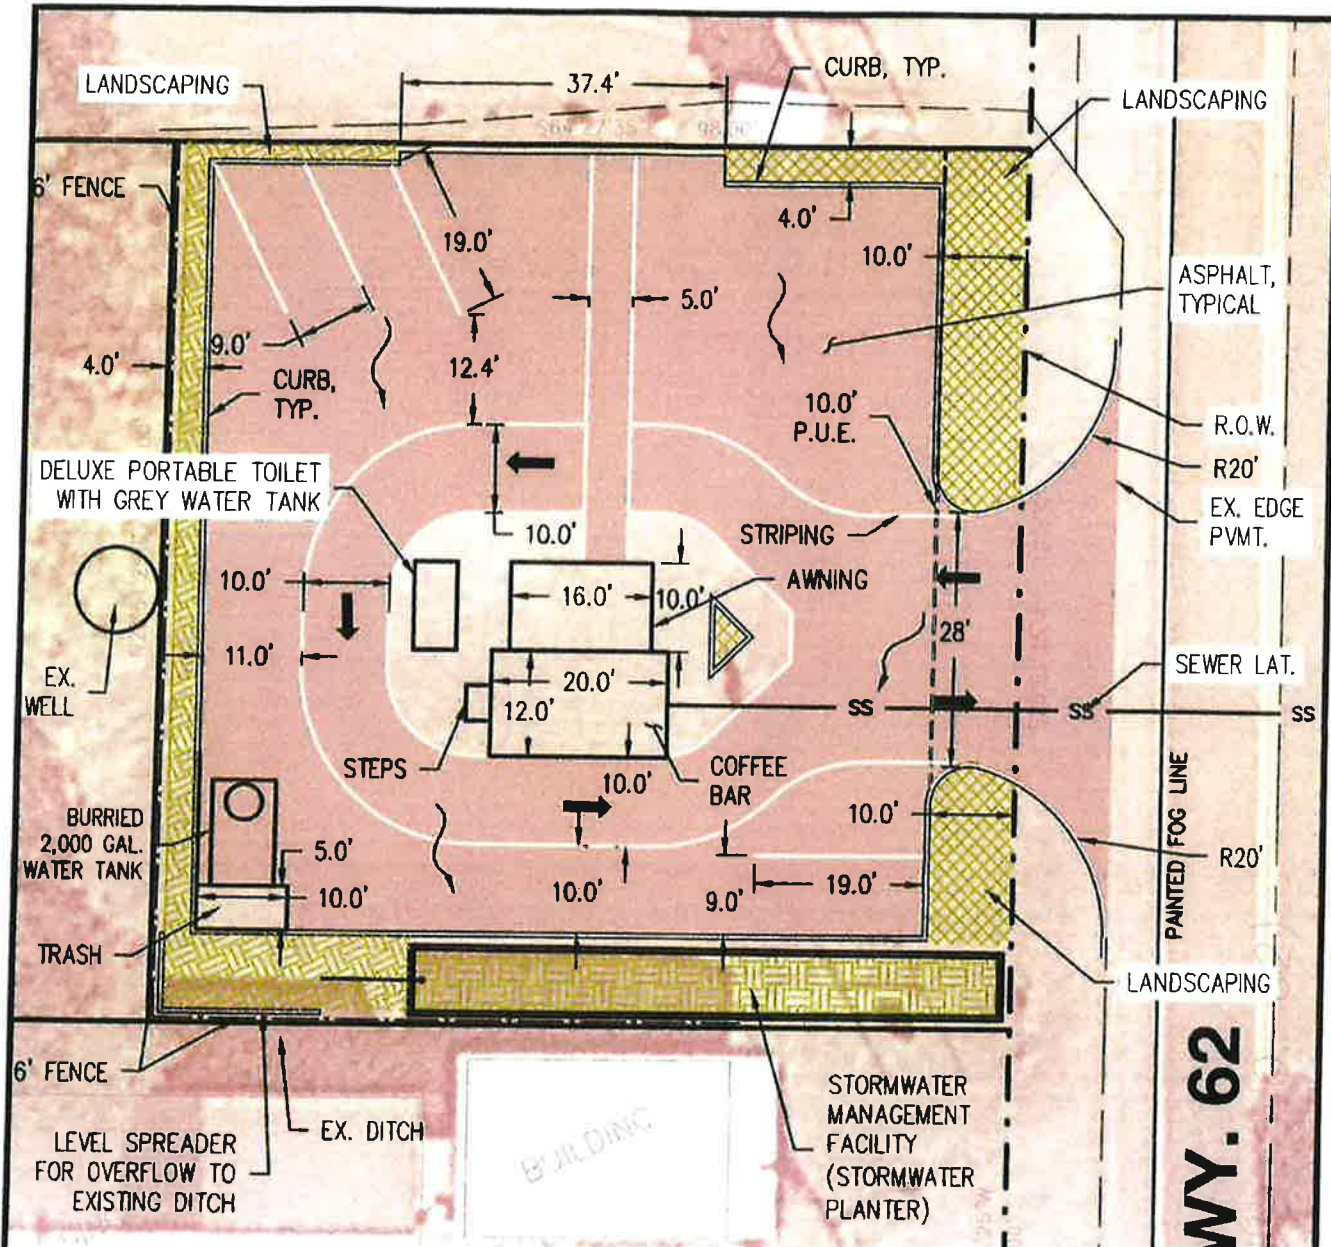 37.4'
CURB, TYP.
LANDSCAPING
LANDSCAPING
98.00'
6' FENCE
4.0'
19.0'
10.0'
5.0'
ASPHALT,
TYPICAL
9.0'
4.0'
12.4'
CURB,
TYP.
10.0'
P.U.E.
R.O.W.
R20'
DELUXE PORTABLE TOILET
WITH GREY WATER TANK
EX. EDGE
PVMT.
10.0'
STRIPING
10.0'
16.0'
10.0'
AWNING
28'
11.0'
EX.
WELL
SEWER LAT.
20.0'
12.0'
SS
SS
SS
STEPS
10.0'
COFFEE
BAR
BURRIED
2,000 GAL.
WATER TANK
10.0'
PAINTED FOG LINE
5.0'
R20'
10.0'
10.0'
9.0'
19.0'
TRASH
LANDSCAPING
6' FENCE
EX. DITCH
LEVEL SPREADER
FOR OVERFLOW TO
EXISTING DITCH
BUILDING
STORMWATER
MANAGEMENT
FACILITY
(STORMWATER
PLANTER)
WY. 62